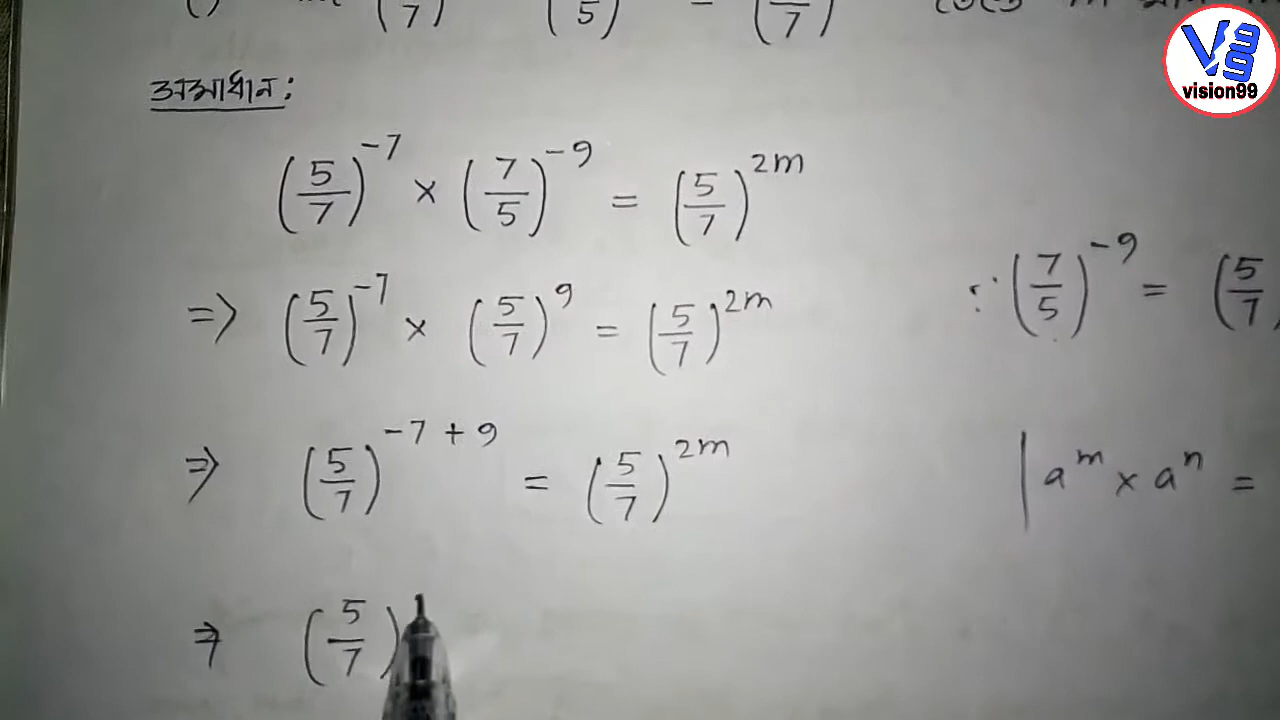 vision99
সমাধান:
(5/7)^-7 × (7/5)^-9 = (5/7)^2m
=> (5/7)^-7 × (5/7)^9 = (5/7)^2m ∵ (7/5)^-9 = (5/7)
=> (5/7)^-7+9 = (5/7)^2m | a^m × a^n =
=> (5/7)